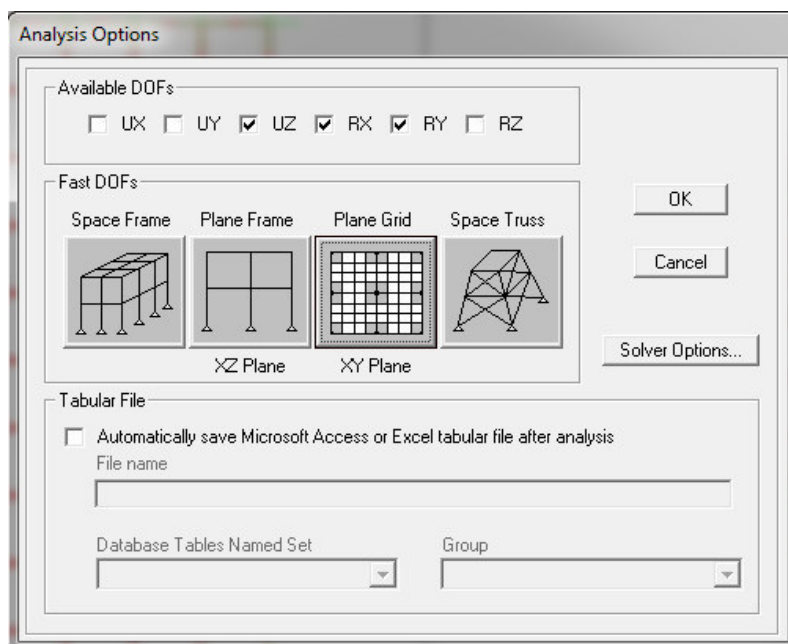 Analysis Options
Available DOFs
UX UY UZ RX RY RZ
Fast DOFs
Space Frame Plane Frame Plane Grid Space Truss
XZ Plane XY Plane
OK
Cancel
Solver Options...
Tabular File
Automatically save Microsoft Access or Excel tabular file after analysis
File name
Database Tables Named Set Group